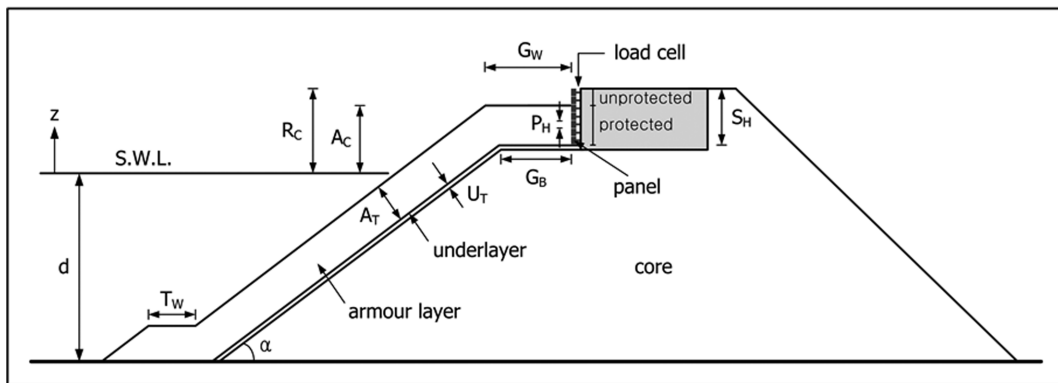 G_W
load cell
unprotected
z
R_C
A_C
P_H
protected
S_H
S.W.L.
G_B
panel
U_T
A_T
underlayer
d
core
T_W
armour layer
α